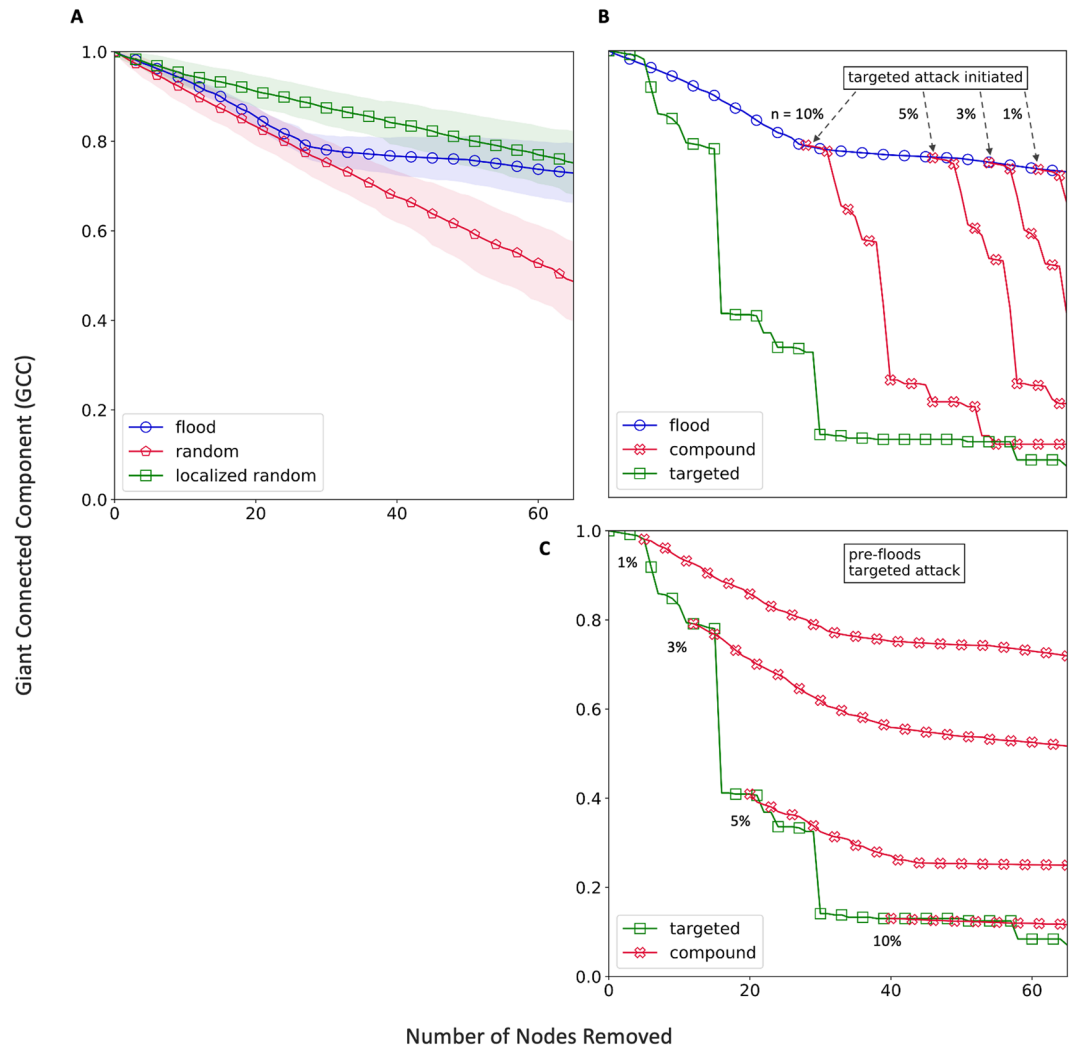 A
1.0
0.8
0.6
0.4
0.2
0.0
0
20
40
60
flood
random
localized random
B
targeted attack initiated
n = 10%
5%
3%
1%
flood
compound
targeted
C
1.0
0.8
0.6
0.4
0.2
0.0
0
20
40
60
pre-floods
targeted attack
1%
3%
5%
10%
targeted
compound
Giant Connected Component (GCC)
Number of Nodes Removed